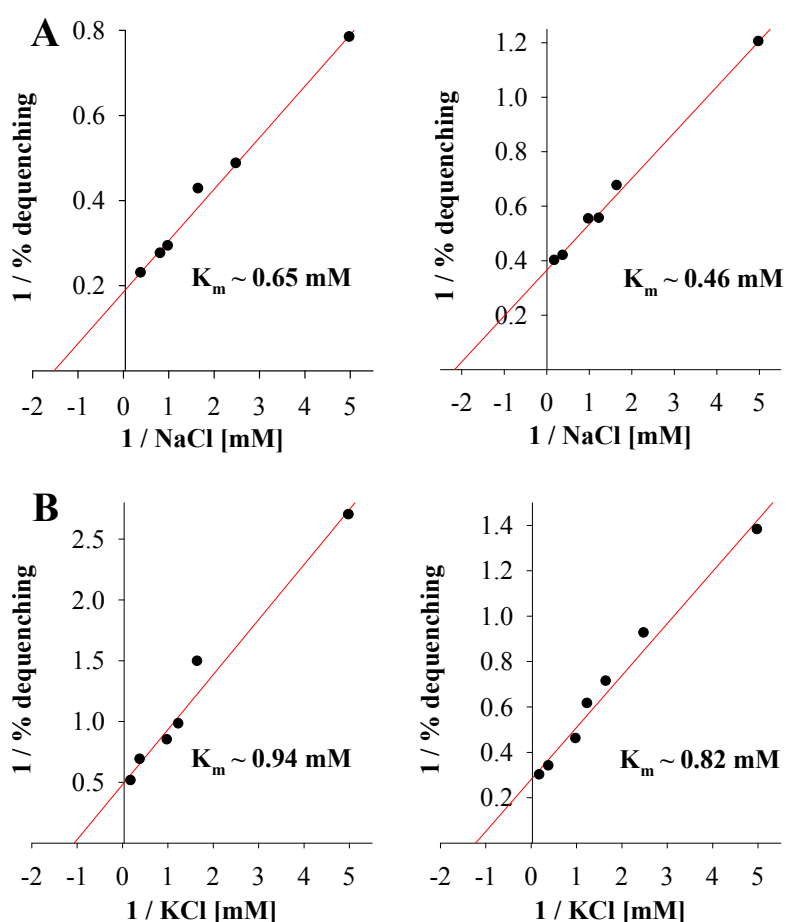 A
1 / % dequenching
0.8
0.6
0.4
0.2
K_m ~ 0.65 mM
-2 -1 0 1 2 3 4 5
1 / NaCl [mM]
1 / % dequenching
1.2
1.0
0.8
0.6
0.4
0.2
K_m ~ 0.46 mM
-2 -1 0 1 2 3 4 5
1 / NaCl [mM]
B
1 / % dequenching
2.5
1.5
1.0
0.5
K_m ~ 0.94 mM
-2 -1 0 1 2 3 4 5
1 / KCl [mM]
1 / % dequenching
1.4
1.2
1.0
0.8
0.6
0.4
0.2
K_m ~ 0.82 mM
-2 -1 0 1 2 3 4 5
1 / KCl [mM]